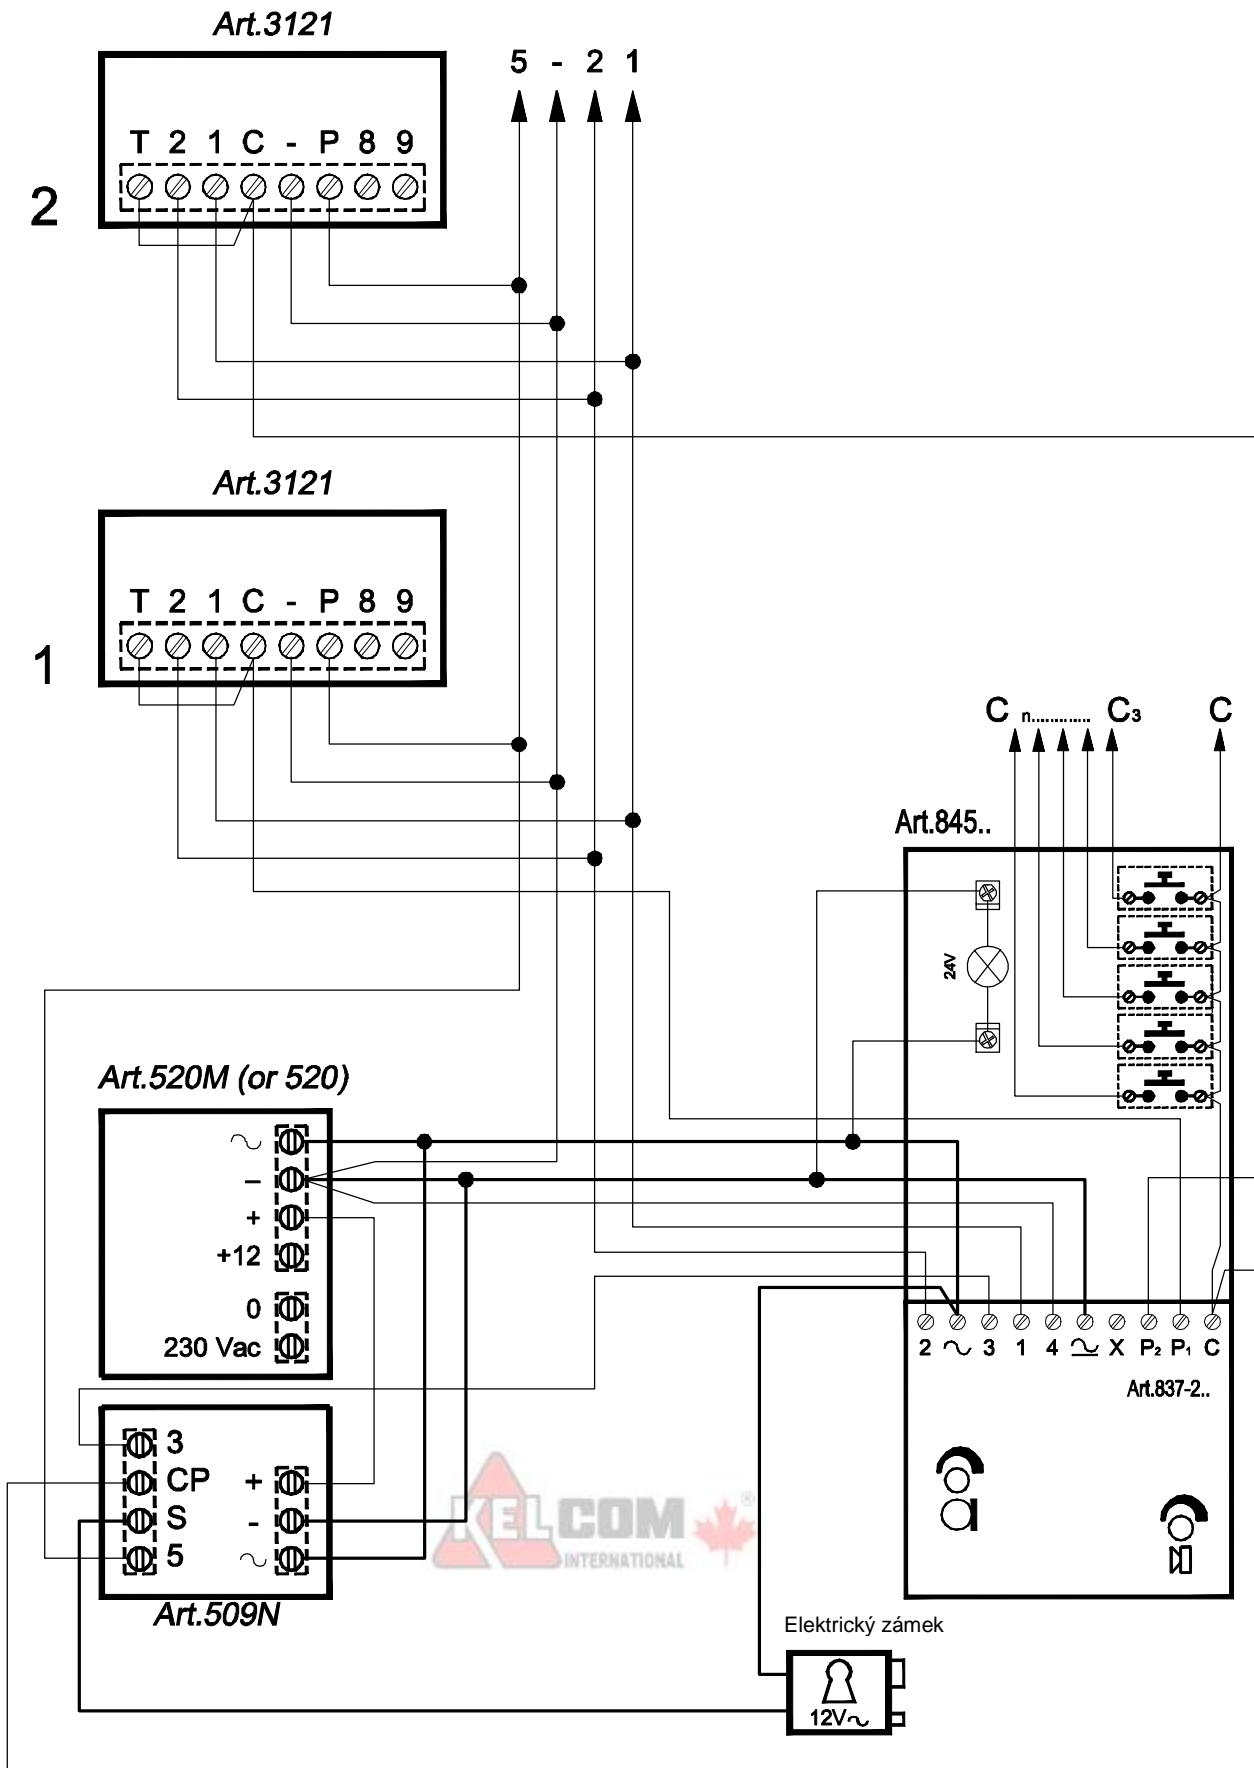 Art.3121
5 - 2 1
T 2 1 C - P 8 9
2
Art.3121
T 2 1 C - P 8 9
1
C n............. C3 C
Art.845..
24V
Art.520M (or 520)
~
–
+
+12
0
230 Vac
2 ~ 3 1 4 ~ X P2 P1 C
Art.837-2..
3
CP +
S -
5 ~
Art.509N
KELCOM ®
INTERNATIONAL
Elektrický zámek
12V~